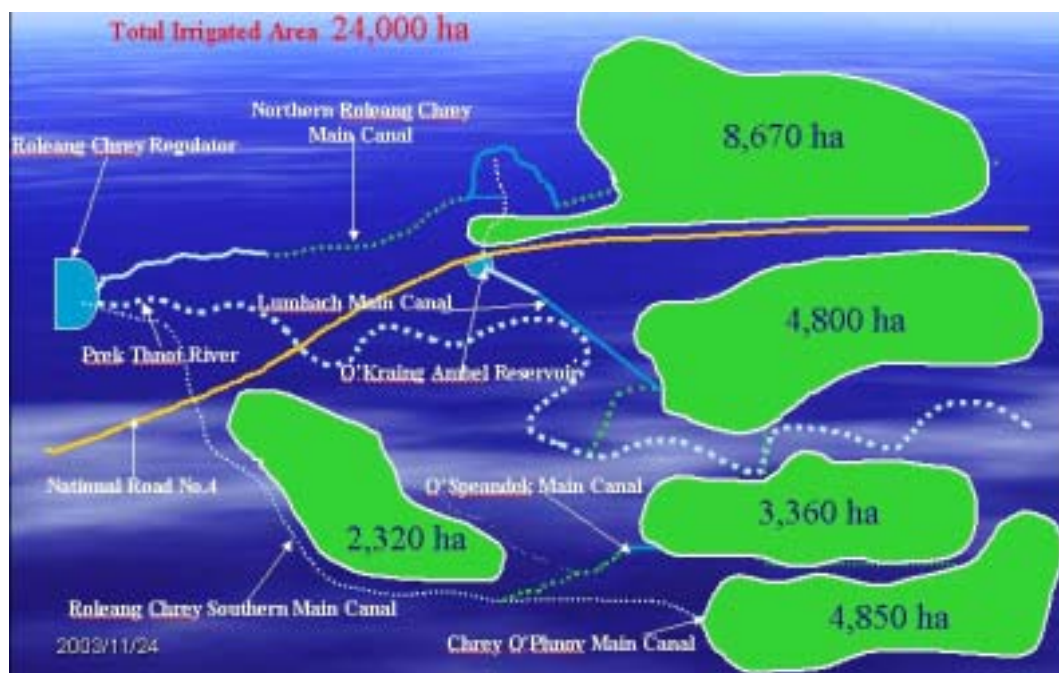 Total Irrigated Area 24,000 ha
Northern Roleang Chrey
Main Canal
Roleang Chrey Regulator
8,670 ha
Lumhach Main Canal
4,800 ha
Prek Thnot River
O'Kraing Ambel Reservoir
National Road No.4
O'Speandek Main Canal
3,360 ha
2,320 ha
Roleang Chrey Southern Main Canal
4,850 ha
Chrey O'Phnov Main Canal
2003/11/24